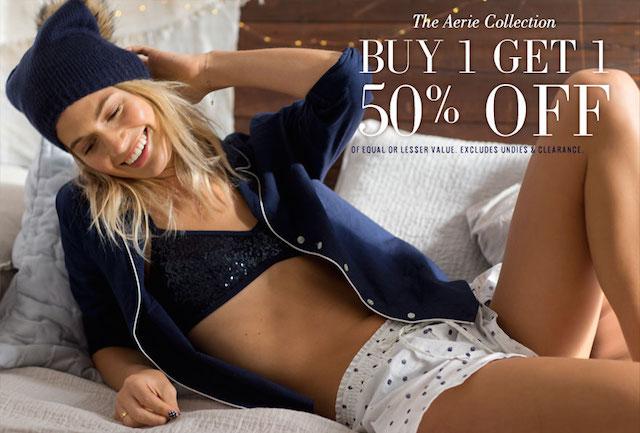 The Aerie Collection
BUY 1 GET 1
50% OFF
OF EQUAL OR LESSER VALUE. EXCLUDES UNDIES & CLEARANCE.